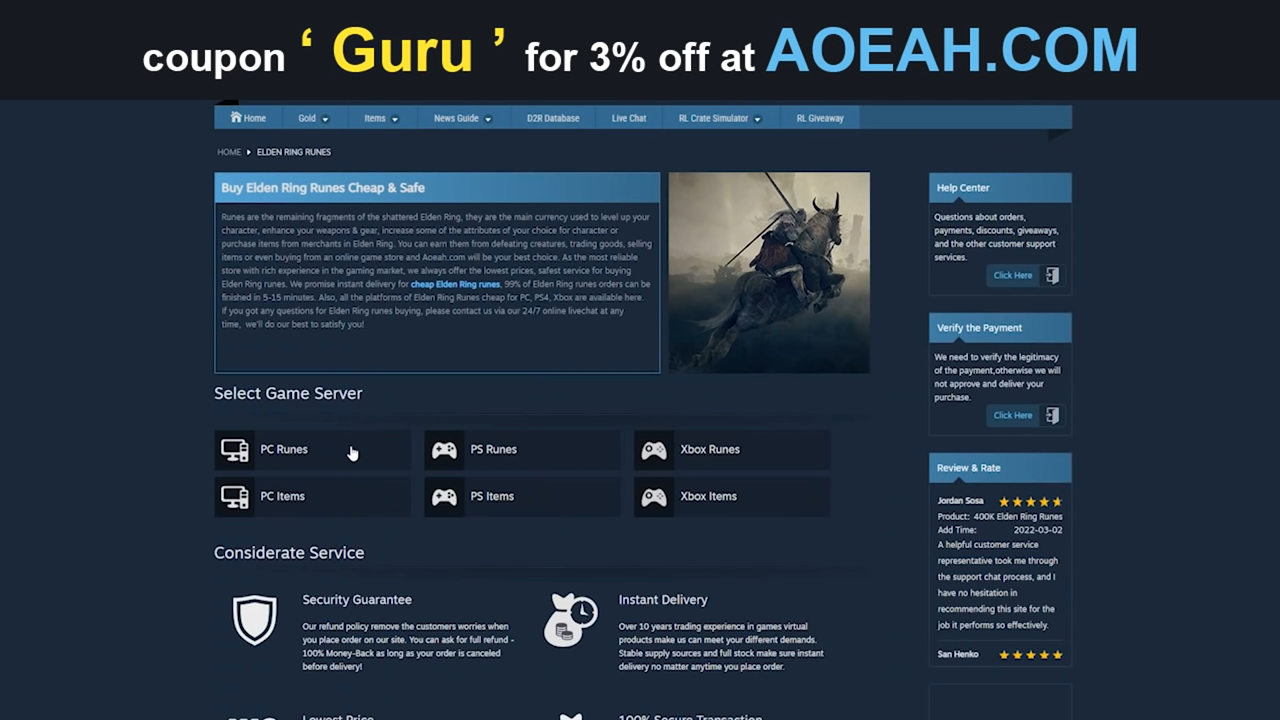 coupon ‘ Guru ’ for 3% off at AOEAH.COM
Home Gold Items News Guide D2R Database Live Chat RL Crate Simulator RL Giveaway
HOME ELDEN RING RUNES
Buy Elden Ring Runes Cheap & Safe
Runes are the remaining fragments of the shattered Elden Ring, they are the main currency used to level up your
character, enhance your weapons & gear, increase some of the attributes of your choice for character or
purchase items from merchants in Elden Ring. You can earn them from defeating creatures, trading goods, selling
items or even buying from an online game store and Aoeah.com will be your best choice. As the most reliable
store with rich experience in the gaming market, we always offer the lowest prices, safest service for buying
Elden Ring runes. We promise instant delivery for cheap Elden Ring runes, 99% of Elden Ring runes orders can be
finished in 5-15 minutes. Also, all the platforms of Elden Ring Runes cheap for PC, PS4, Xbox are available here.
If you got any questions for Elden Ring runes buying, please contact us via our 24/7 online livechat at any
time, we'll do our best to satisfy you!
Select Game Server
PC Runes PS Runes Xbox Runes
PC Items PS Items Xbox Items
Considerate Service
Security Guarantee
Our refund policy remove the customers worries when
you place order on our site. You can ask for full refund -
100% Money-Back as long as your order is canceled
before delivery!
Instant Delivery
Over 10 years trading experience in games virtual
products make us can meet your different demands.
Stable supply sources and full stock make sure instant
delivery no matter anytime you place order.
Lowest Price
100% Secure Transaction
Help Center
Questions about orders,
payments, discounts, giveaways,
and the other customer support
services.
Click Here
Verify the Payment
We need to verify the legitimacy
of the payment,otherwise we will
not approve and deliver your
purchase.
Click Here
Review & Rate
Jordan Sosa
Product: 400K Elden Ring Runes
Add Time: 2022-03-02
A helpful customer service
representative took me through
the support chat process, and I
have no hesitation in
recommending this site for the
job it performs so effectively.
San Henko